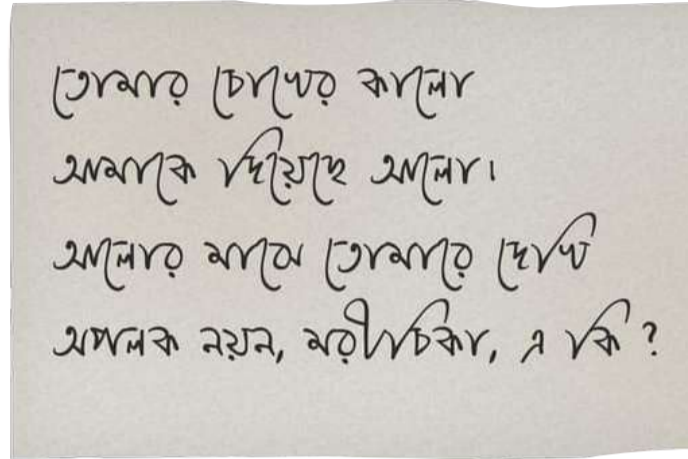 তোমার চোখের কালো
আমাকে দিয়েছে আলো।
আলোর মাঝে তোমারে দেখি
অপলক নয়ন, মরীচিকা, এ কি?